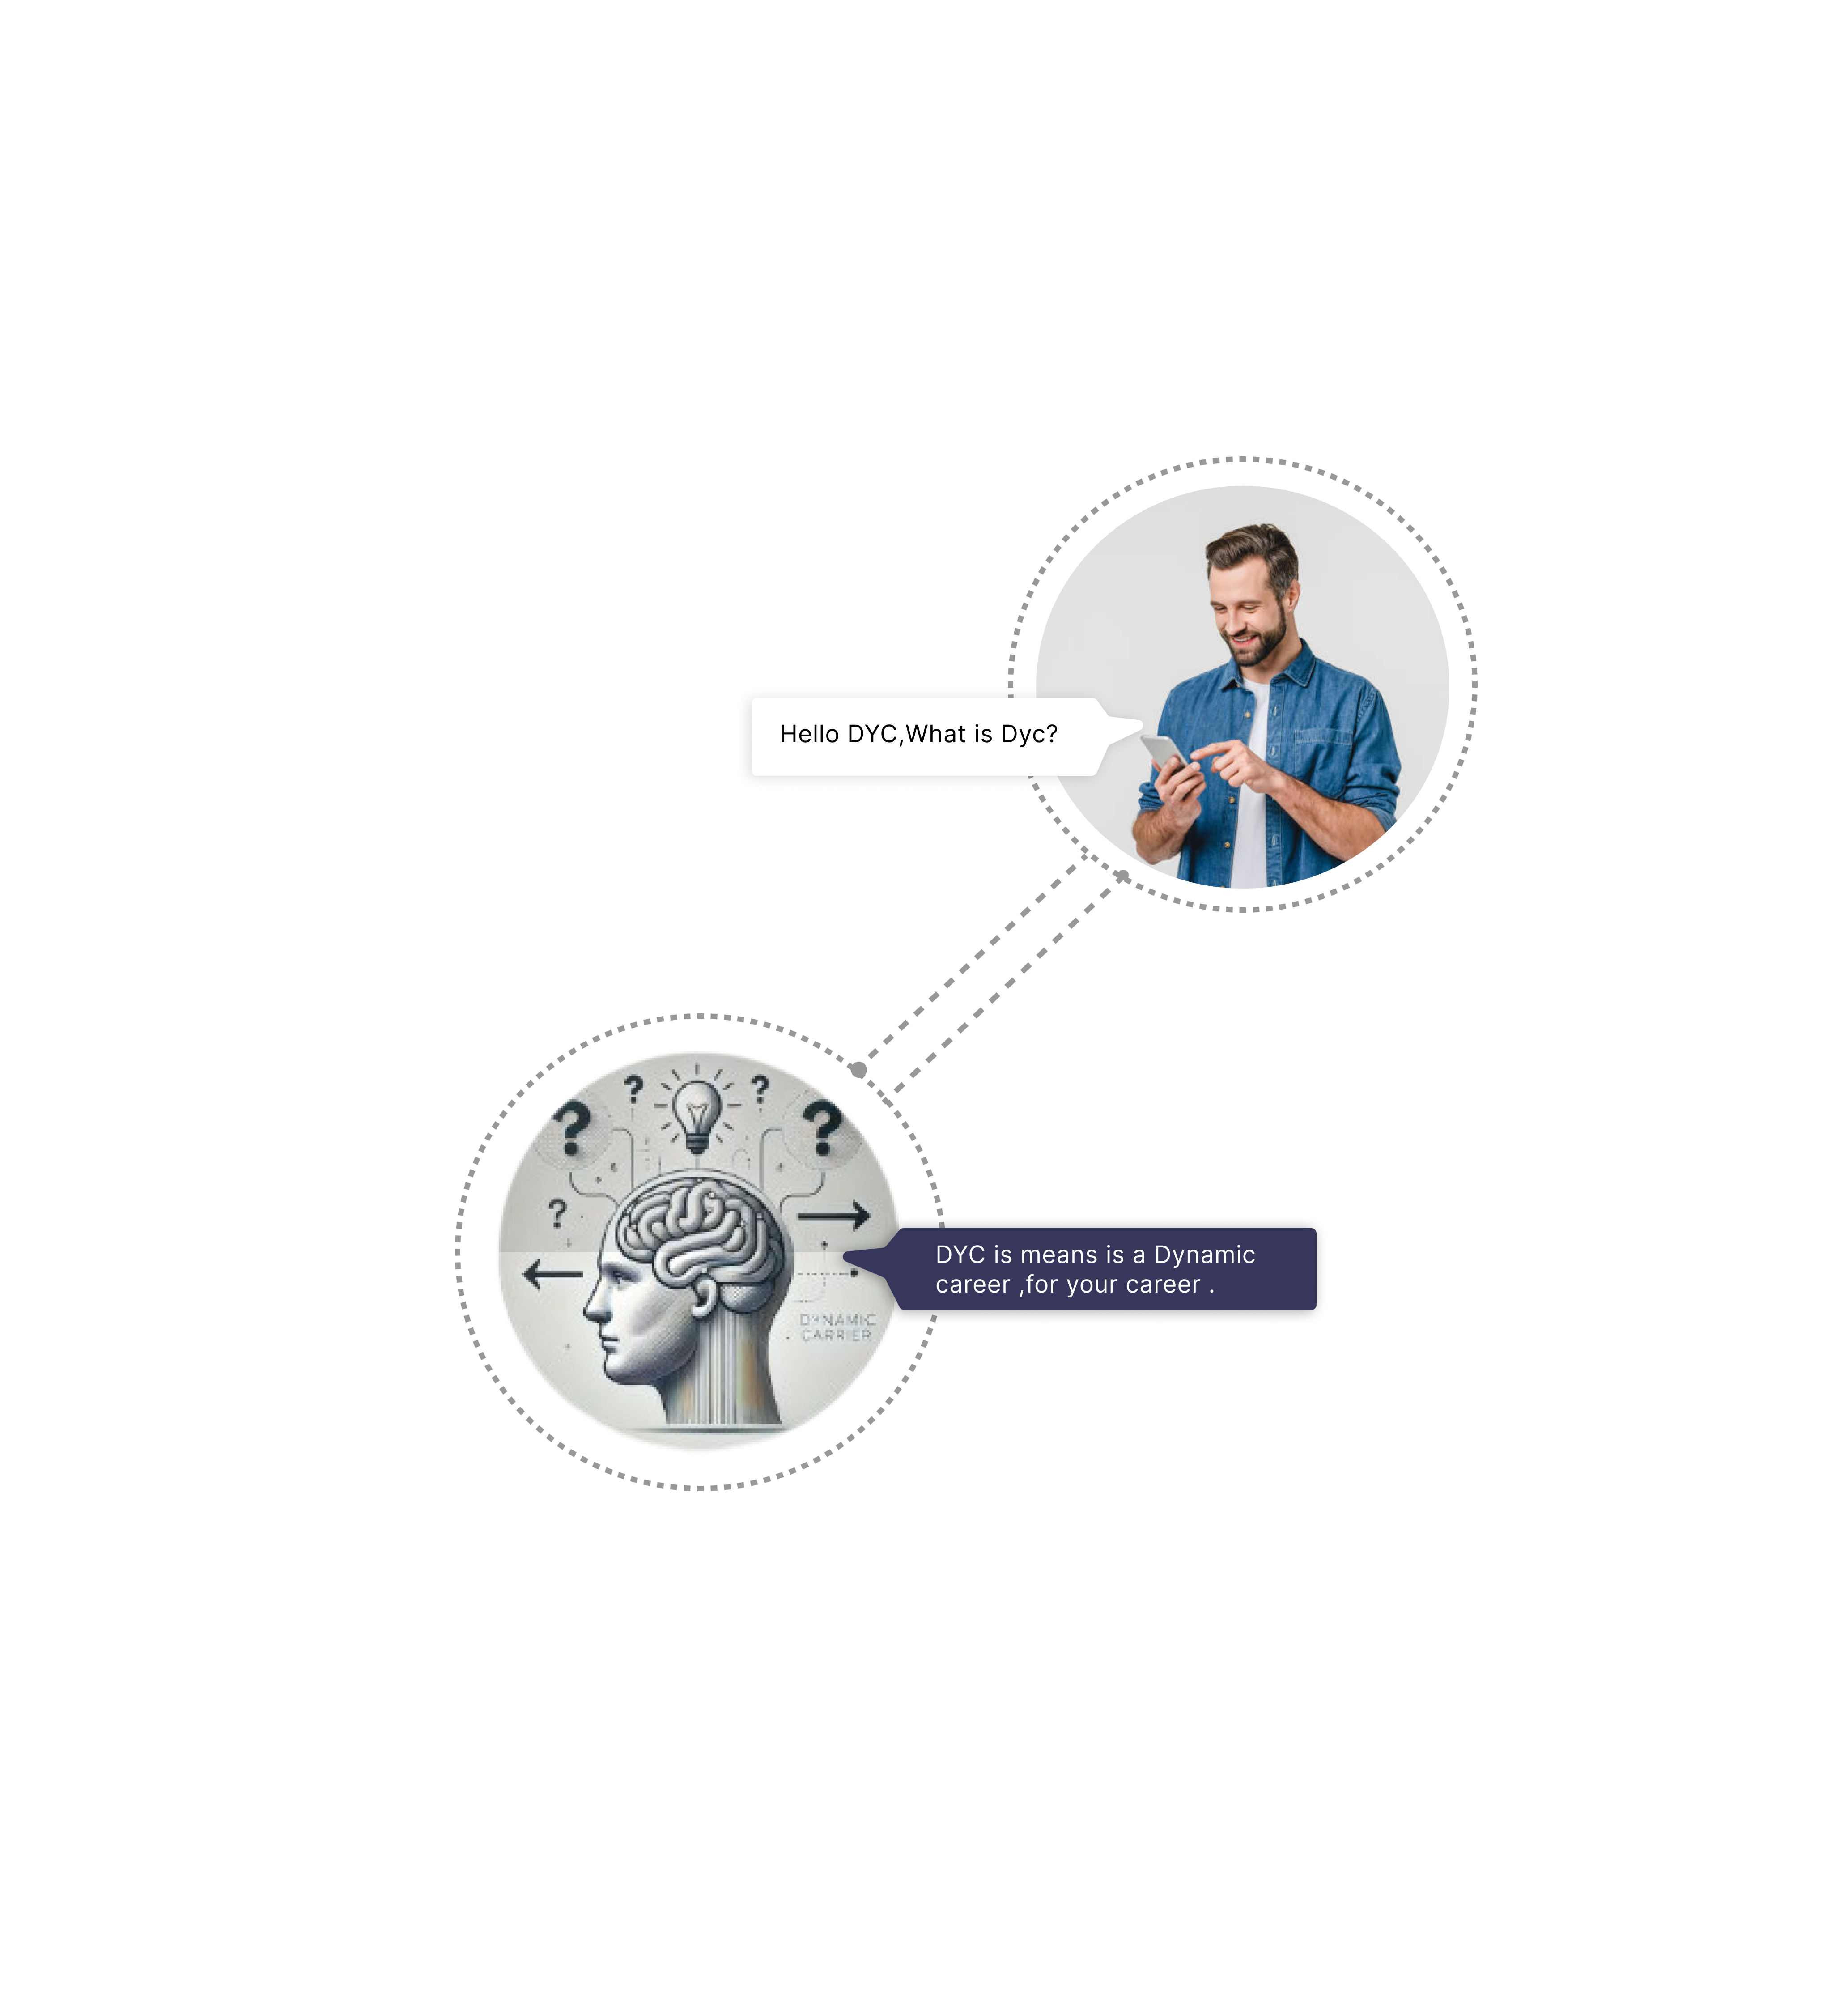 Hello DYC,What is Dyc?
DYC is means is a Dynamic
career ,for your career .
DYNAMIC
CARRIER